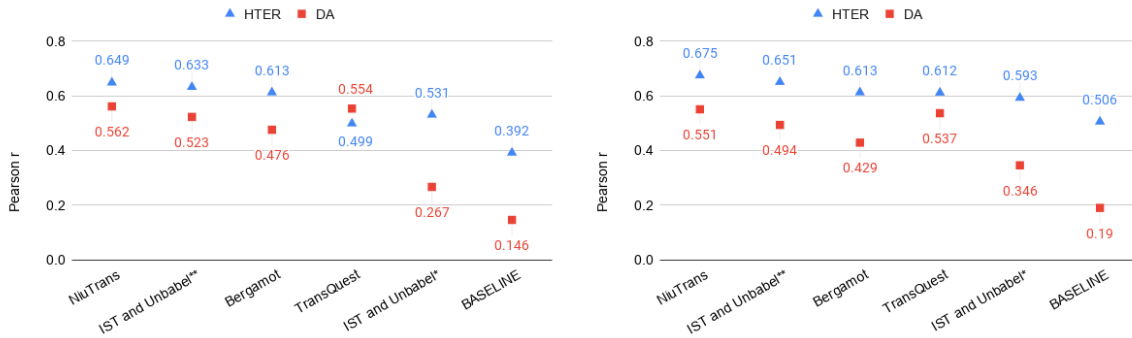 HTER DA
0.8
0.6
0.4
0.2
0.0
Pearson r
0.649
0.633
0.613
0.554
0.531
0.392
0.562
0.523
0.476
0.499
0.267
0.146
NiuTrans
IST and Unbabel**
Bergamot
TransQuest
IST and Unbabel*
BASELINE
HTER DA
0.8
0.6
0.4
0.2
0.0
Pearson r
0.675
0.651
0.613
0.612
0.593
0.506
0.551
0.494
0.429
0.537
0.346
0.19
NiuTrans
IST and Unbabel**
Bergamot
TransQuest
IST and Unbabel*
BASELINE